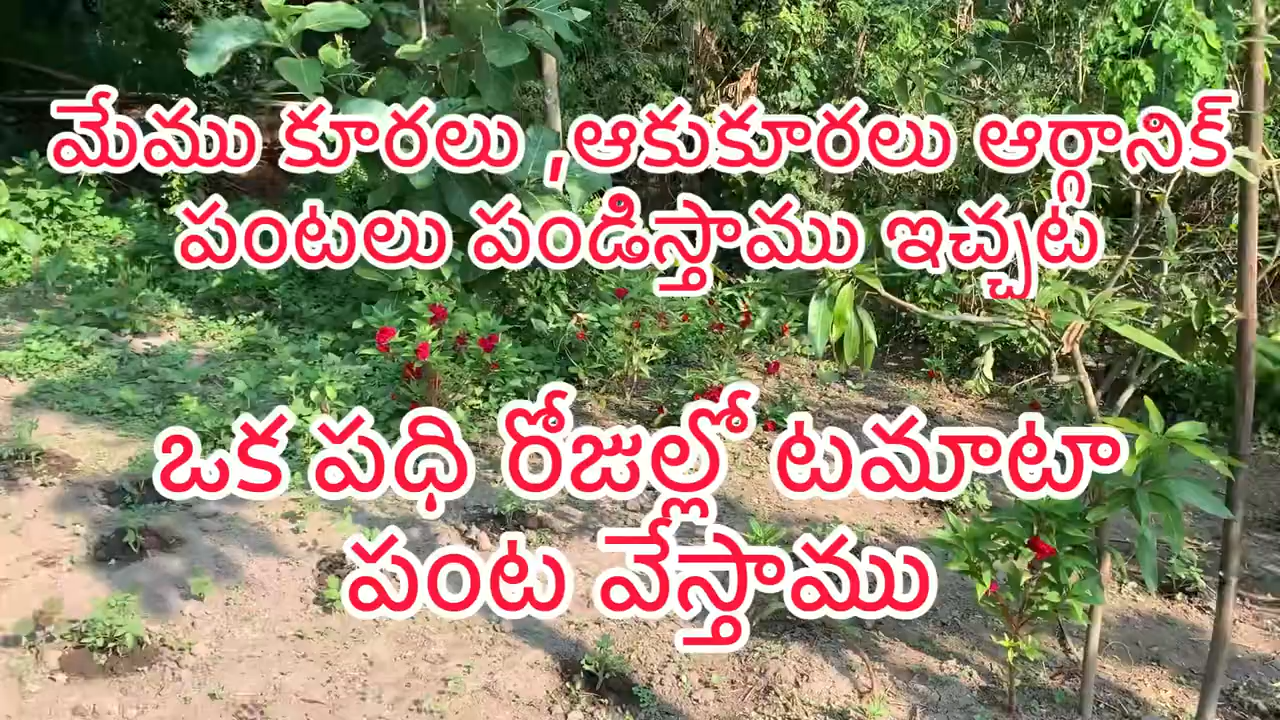 మేము కూరలు ,ఆకుకూరలు ఆర్గానిక్
పంటలు పండిస్తాము ఇచ్చట
ఒక పధి రోజుల్లో టమాటా
పంట వేస్తాము